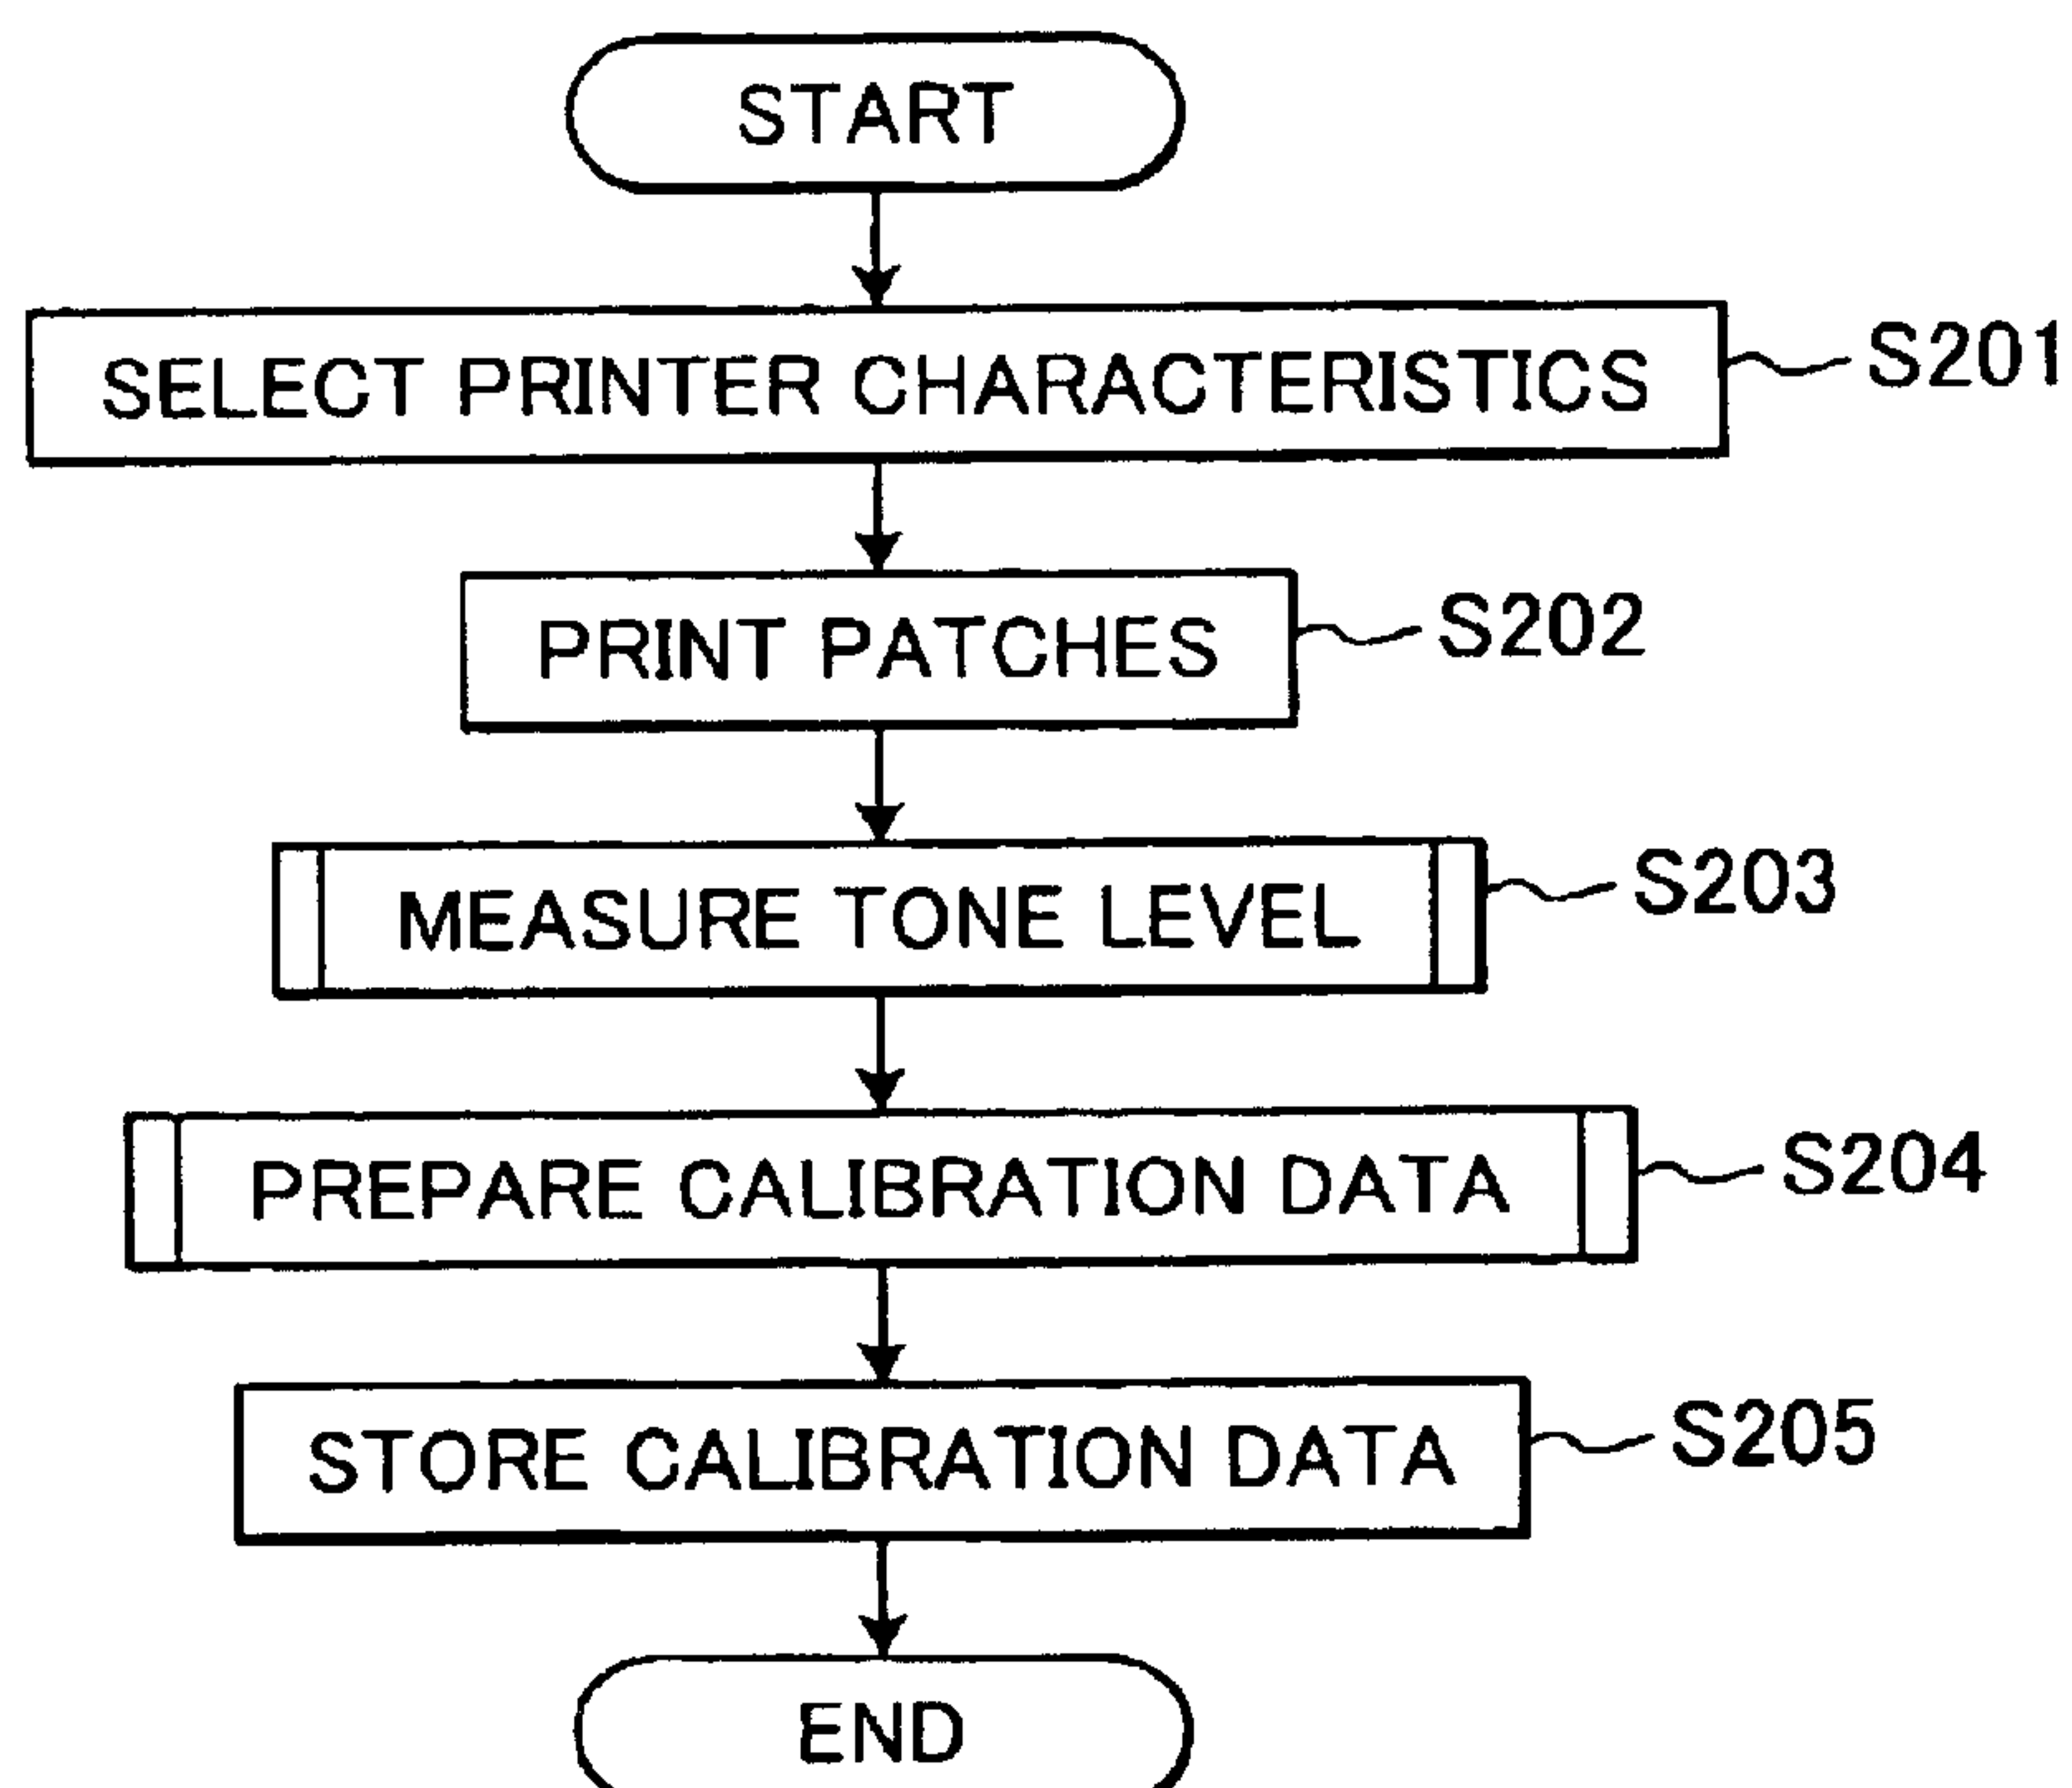 START
SELECT PRINTER CHARACTERISTICS
S201
PRINT PATCHES
S202
MEASURE TONE LEVEL
S203
PREPARE CALIBRATION DATA
S204
STORE CALIBRATION DATA
S205
END